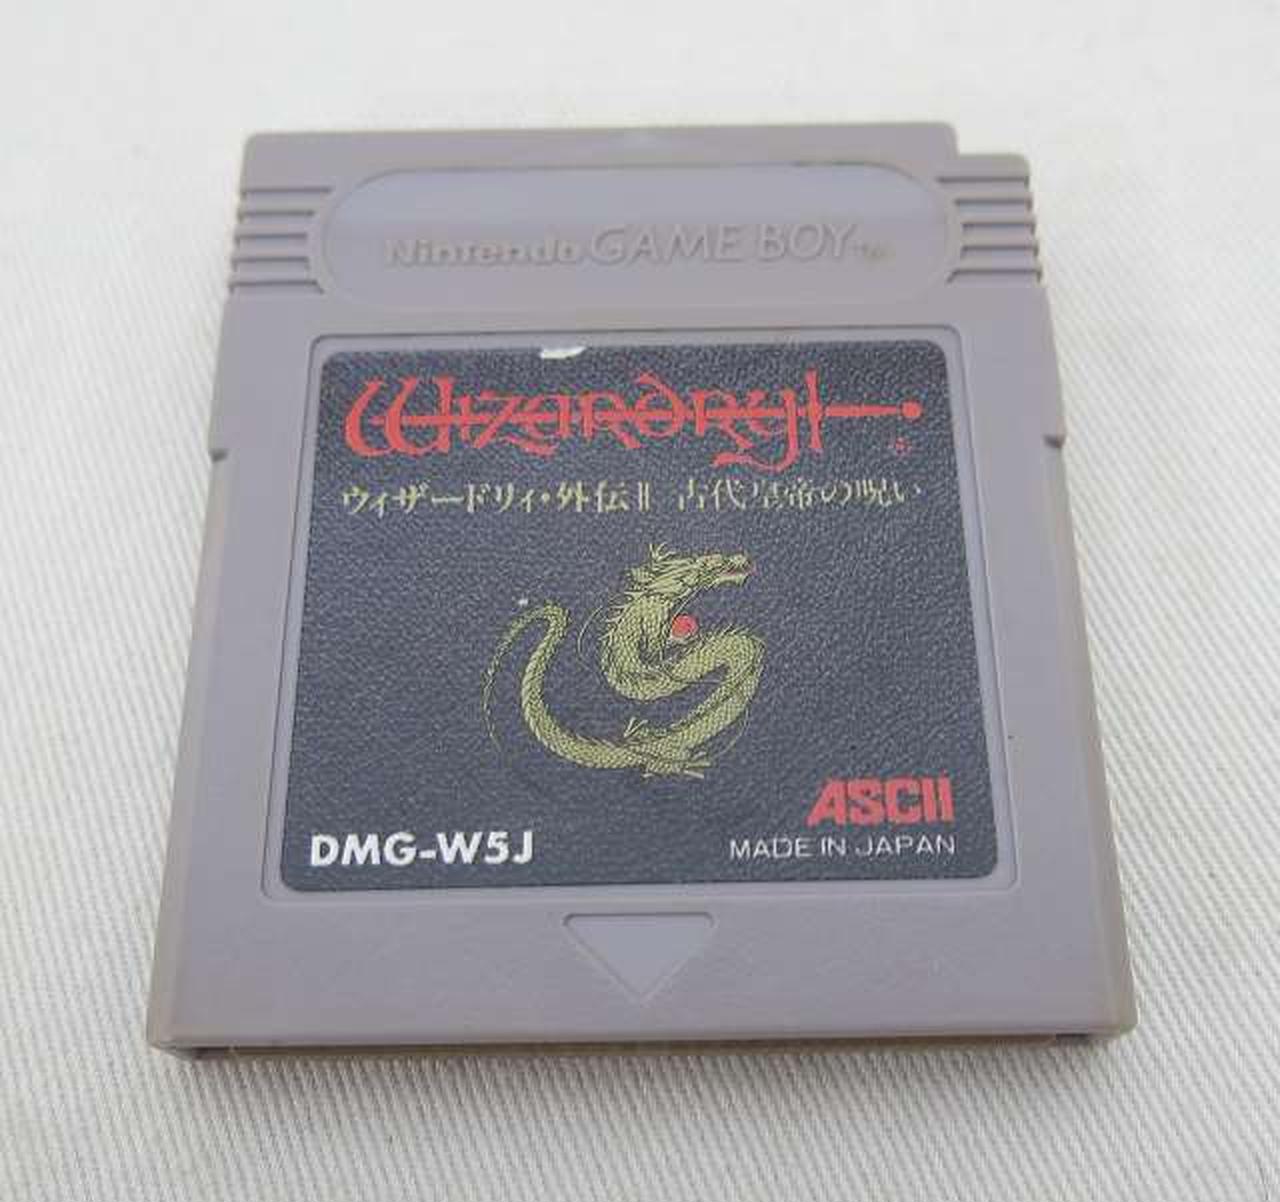 Nintendo GAME BOY™
Wizardry
ウィザードリィ・外伝II 古代皇帝の呪い
ASCII
DMG-W5J
MADE IN JAPAN